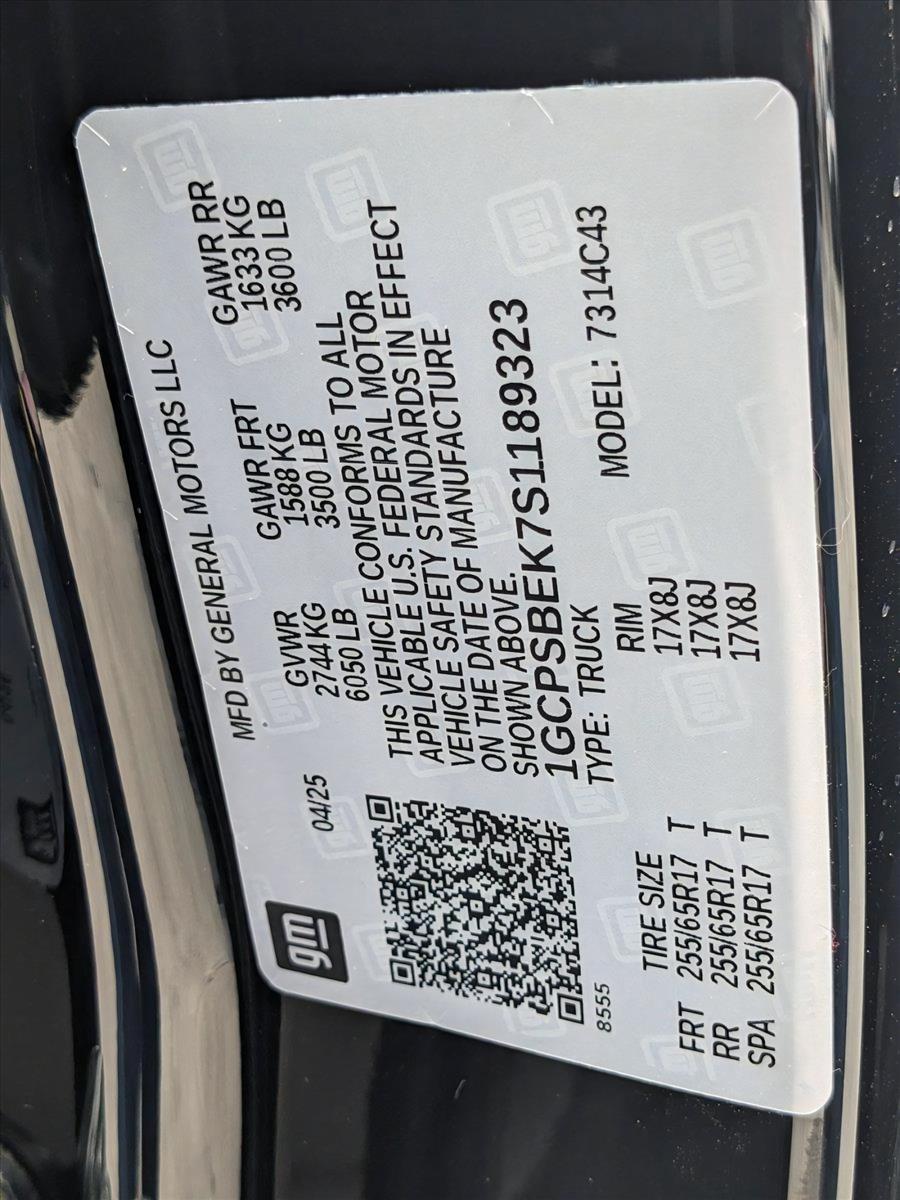 gm
MFD BY GENERAL MOTORS LLC
04/25
GVWR GAWR FRT GAWR RR
2744 KG 1588 KG 1633 KG
6050 LB 3500 LB 3600 LB
THIS VEHICLE CONFORMS TO ALL
APPLICABLE U.S. FEDERAL MOTOR
VEHICLE SAFETY STANDARDS IN EFFECT
ON THE DATE OF MANUFACTURE
SHOWN ABOVE.
1GCPSBEK7S1189323
8555
TYPE: TRUCK MODEL: 7314C43
TIRE SIZE RIM
FRT 255/65R17 T 17X8J
RR 255/65R17 T 17X8J
SPA 255/65R17 T 17X8J